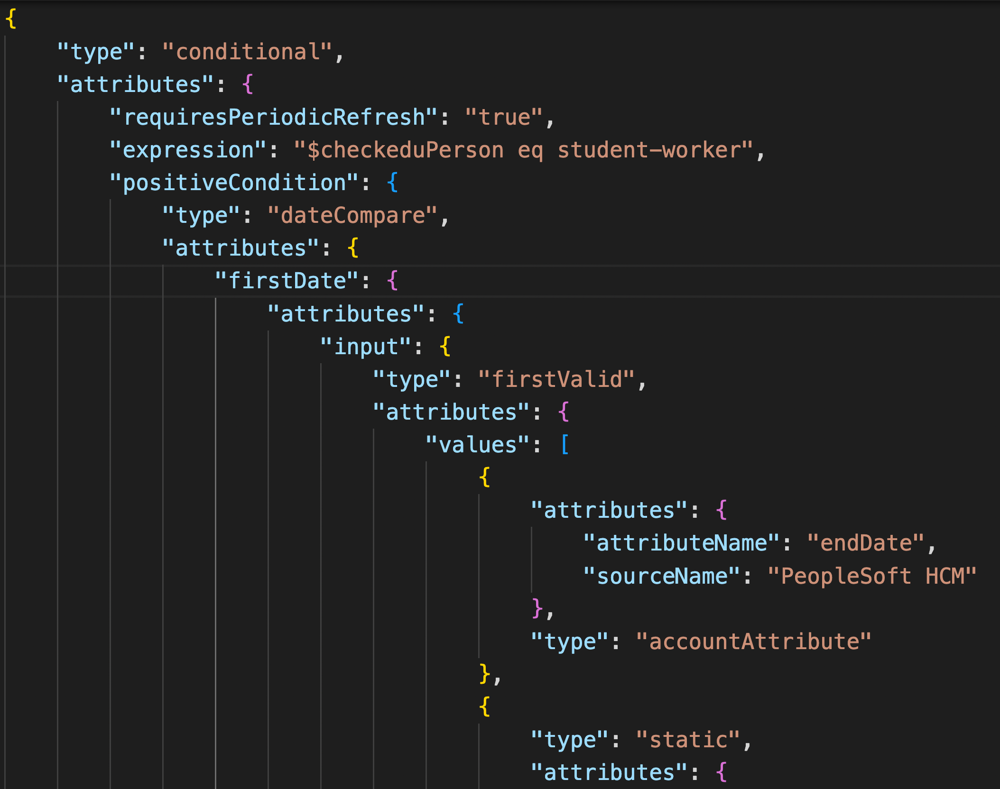 {
    "type": "conditional",
    "attributes": {
        "requiresPeriodicRefresh": "true",
        "expression": "$checkeduPerson eq student-worker",
        "positiveCondition": {
            "type": "dateCompare",
            "attributes": {
                "firstDate": {
                    "attributes": {
                        "input": {
                            "type": "firstValid",
                            "attributes": {
                                "values": [
                                    {
                                        "attributes": {
                                            "attributeName": "endDate",
                                            "sourceName": "PeopleSoft HCM"
                                        },
                                        "type": "accountAttribute"
                                    },
                                    {
                                        "type": "static",
                                        "attributes": {